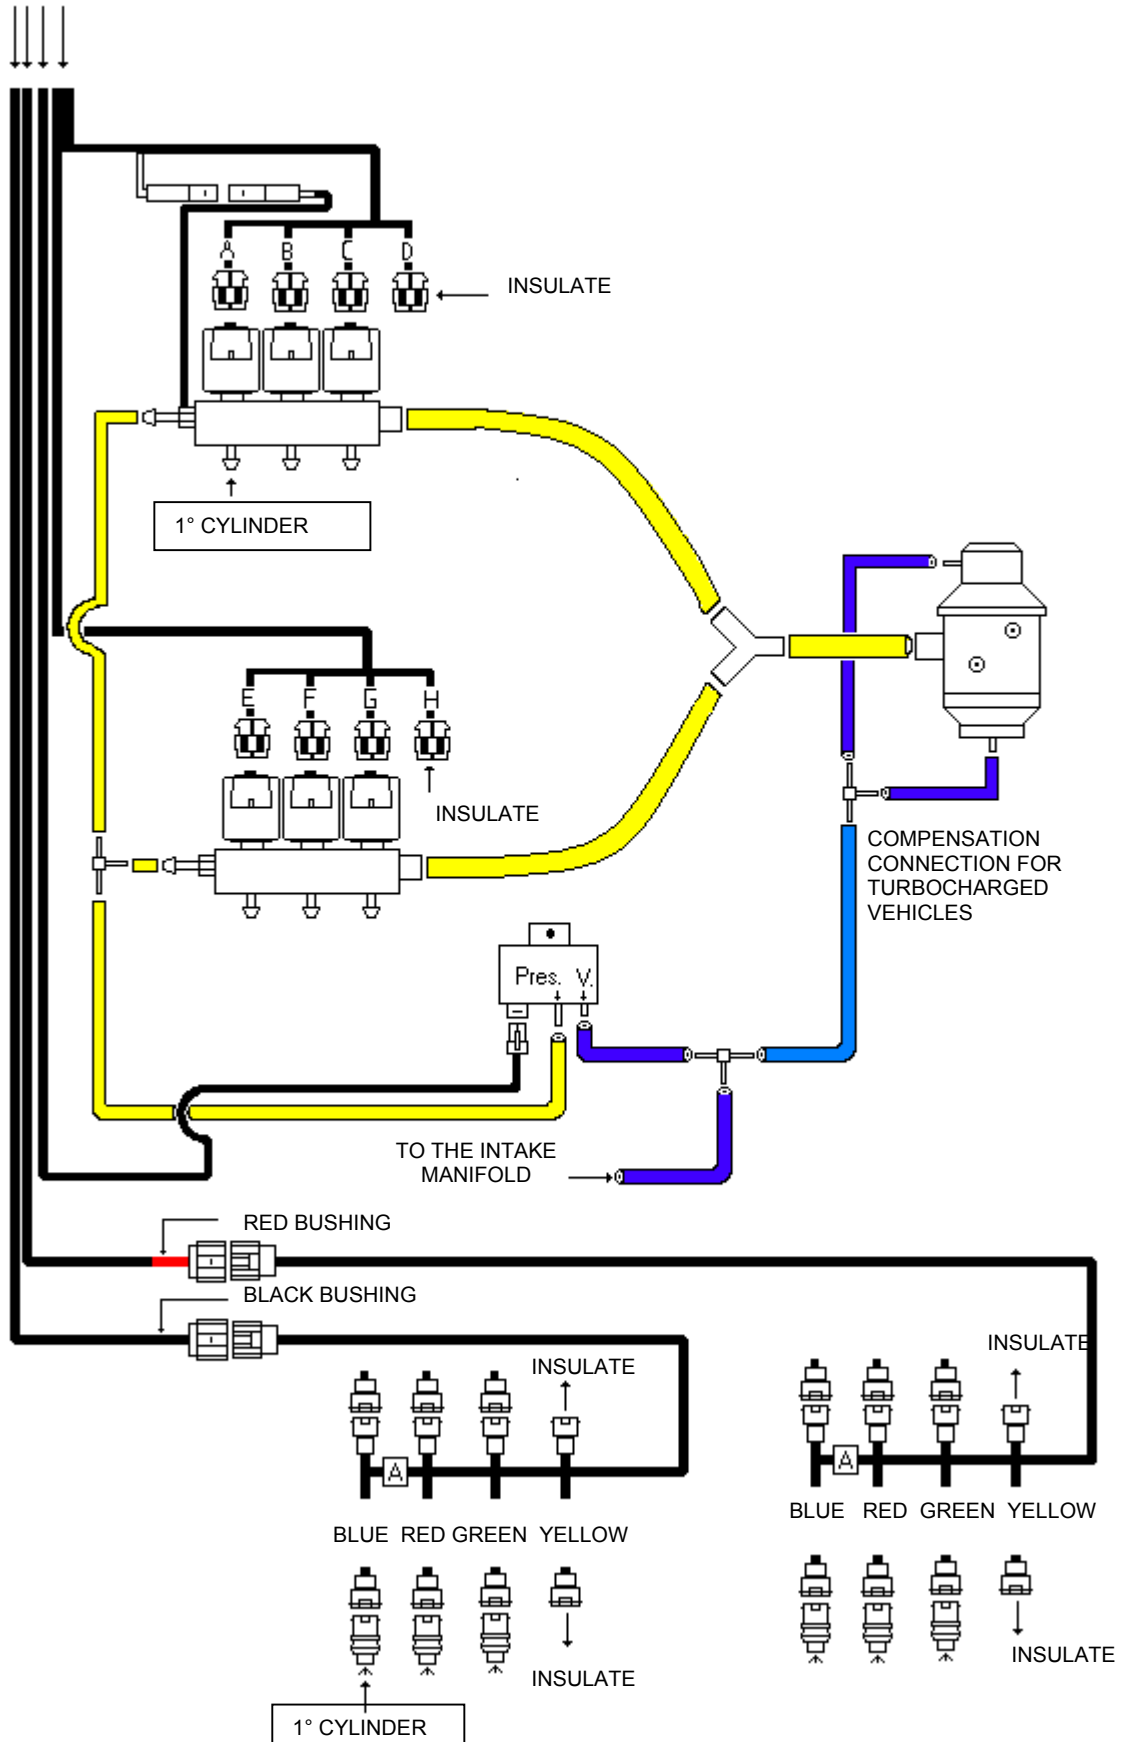 A B C D
INSULATE
1° CYLINDER
E F G H
INSULATE
COMPENSATION
CONNECTION FOR
TURBOCHARGED
VEHICLES
Pres. V.
TO THE INTAKE
MANIFOLD
RED BUSHING
BLACK BUSHING
INSULATE
A
BLUE RED GREEN YELLOW
INSULATE
1° CYLINDER
INSULATE
A
BLUE RED GREEN YELLOW
INSULATE